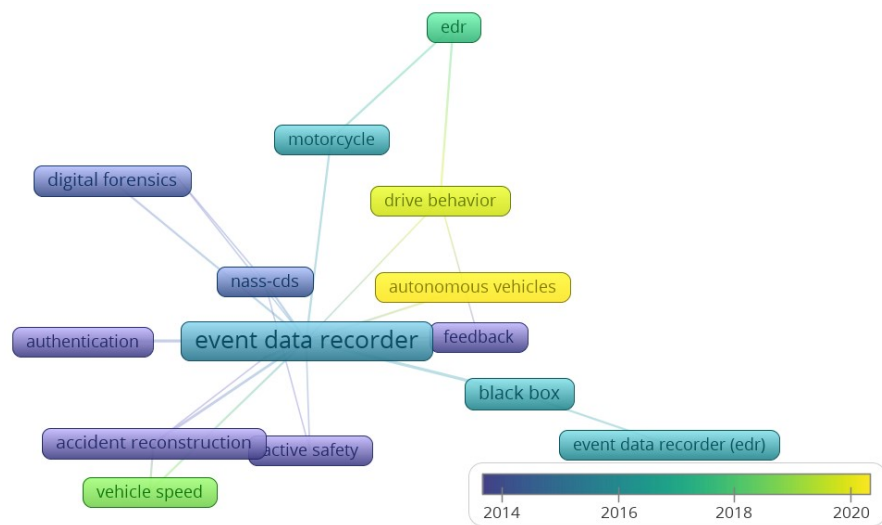 edr
motorcycle
digital forensics
drive behavior
nass-cds
autonomous vehicles
authentication
event data recorder
feedback
black box
accident reconstruction
active safety
event data recorder (edr)
vehicle speed
2014 2016 2018 2020